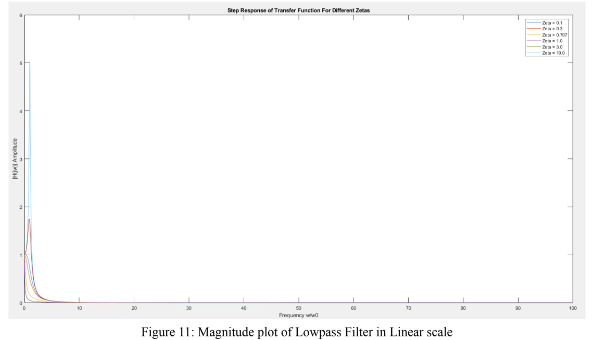 Step Response of Transfer Function For Different Zetas
Zeta = 0.1
Zeta = 0.3
Zeta = 0.707
Zeta = 1.0
Zeta = 3.0
Zeta = 10.0
|H(jw)| Amplitude
6
5
4
3
2
1
0
0 10 20 30 40 50 60 70 80 90 100
Frequency w/w0
Figure 11: Magnitude plot of Lowpass Filter in Linear scale